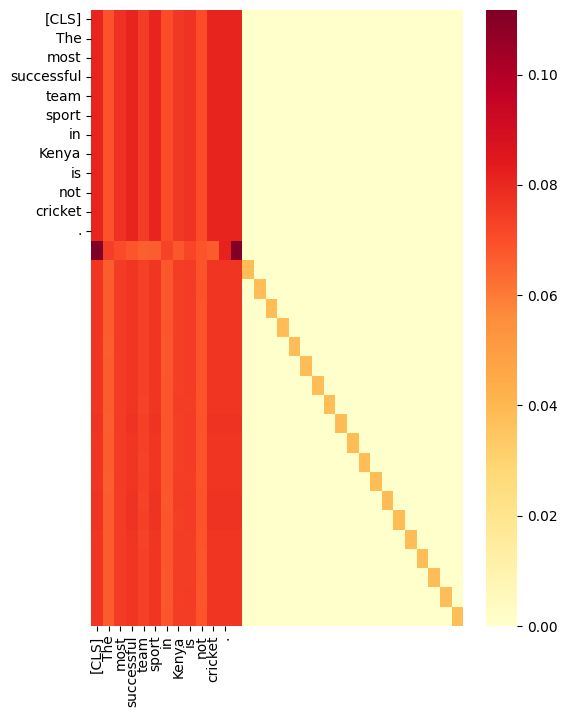 [CLS]
The
most
successful
team
sport
in
Kenya
is
not
cricket
.
0.10
0.08
0.06
0.04
0.02
0.00
[CLS]
The
most
successful
team
sport
in
Kenya
is
not
cricket
.